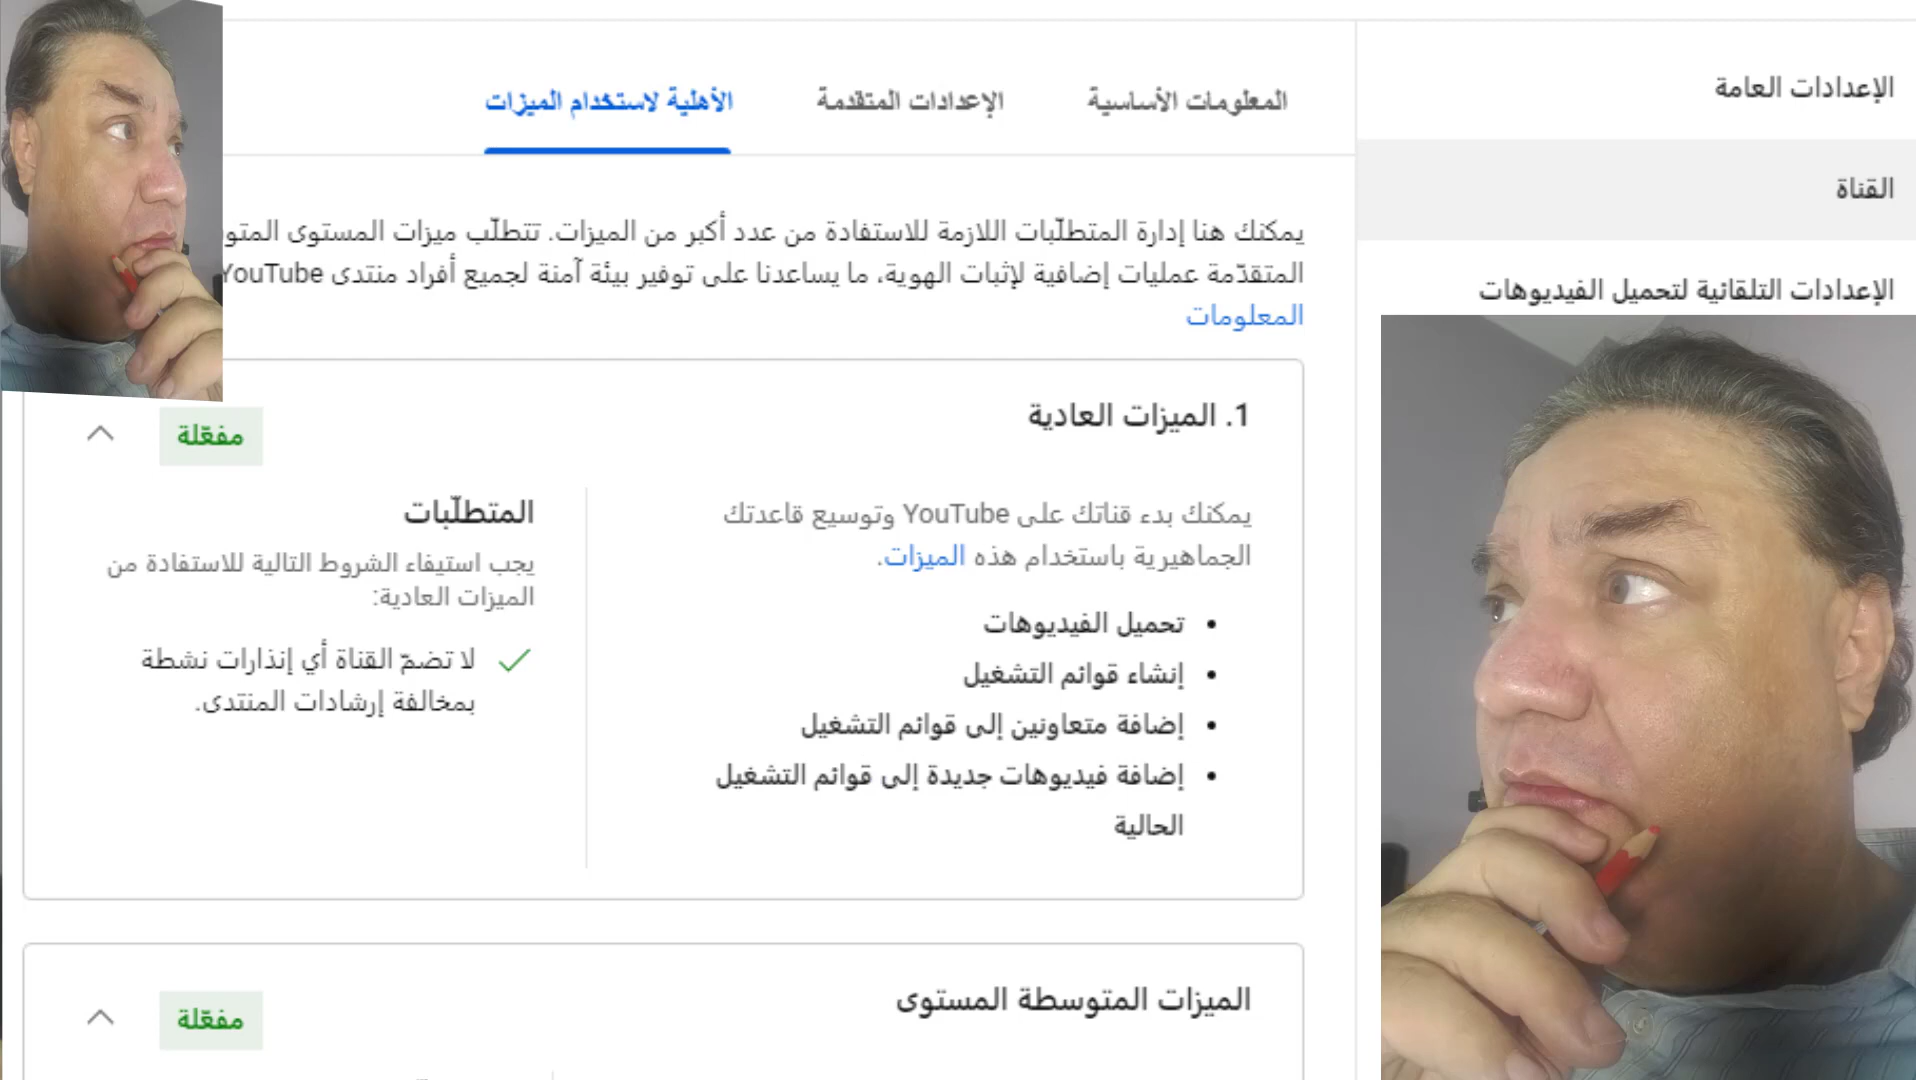 الإعدادات العامة
القناة
الإعدادات التلقائية لتحميل الفيديوهات
المعلومات الأساسية
الإعدادات المتقدمة
الأهلية لاستخدام الميزات
يمكنك هنا إدارة المتطلّبات اللازمة للاستفادة من عدد أكبر من الميزات. تتطلّب ميزات المستوى
المتقدّمة عمليات إضافية لإثبات الهوية، ما يساعدنا على توفير بيئة آمنة لجميع أفراد منتدى YouTube
المعلومات
1. الميزات العادية
مفعّلة
يمكنك بدء قناتك على YouTube وتوسيع قاعدتك
الجماهيرية باستخدام هذه الميزات.
• تحميل الفيديوهات
• إنشاء قوائم التشغيل
• إضافة متعاونين إلى قوائم التشغيل
• إضافة فيديوهات جديدة إلى قوائم التشغيل
الحالية
المتطلّبات
يجب استيفاء الشروط التالية للاستفادة من
الميزات العادية:
لا تضمّ القناة أي إنذارات نشطة
بمخالفة إرشادات المنتدى.
الميزات المتوسطة المستوى
مفعّلة